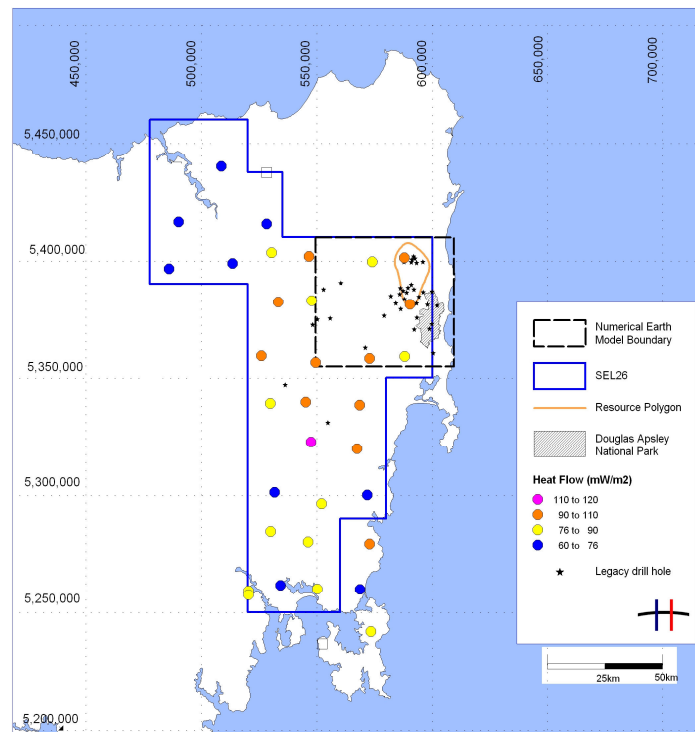 450,000
500,000
550,000
600,000
650,000
700,000
5,450,000
5,400,000
5,350,000
5,300,000
5,250,000
5,200,000
Numerical Earth
Model Boundary
SEL26
Resource Polygon
Douglas Apsley
National Park
Heat Flow (mW/m2)
110 to 120
90 to 110
76 to 90
60 to 76
Legacy drill hole
25km 50km